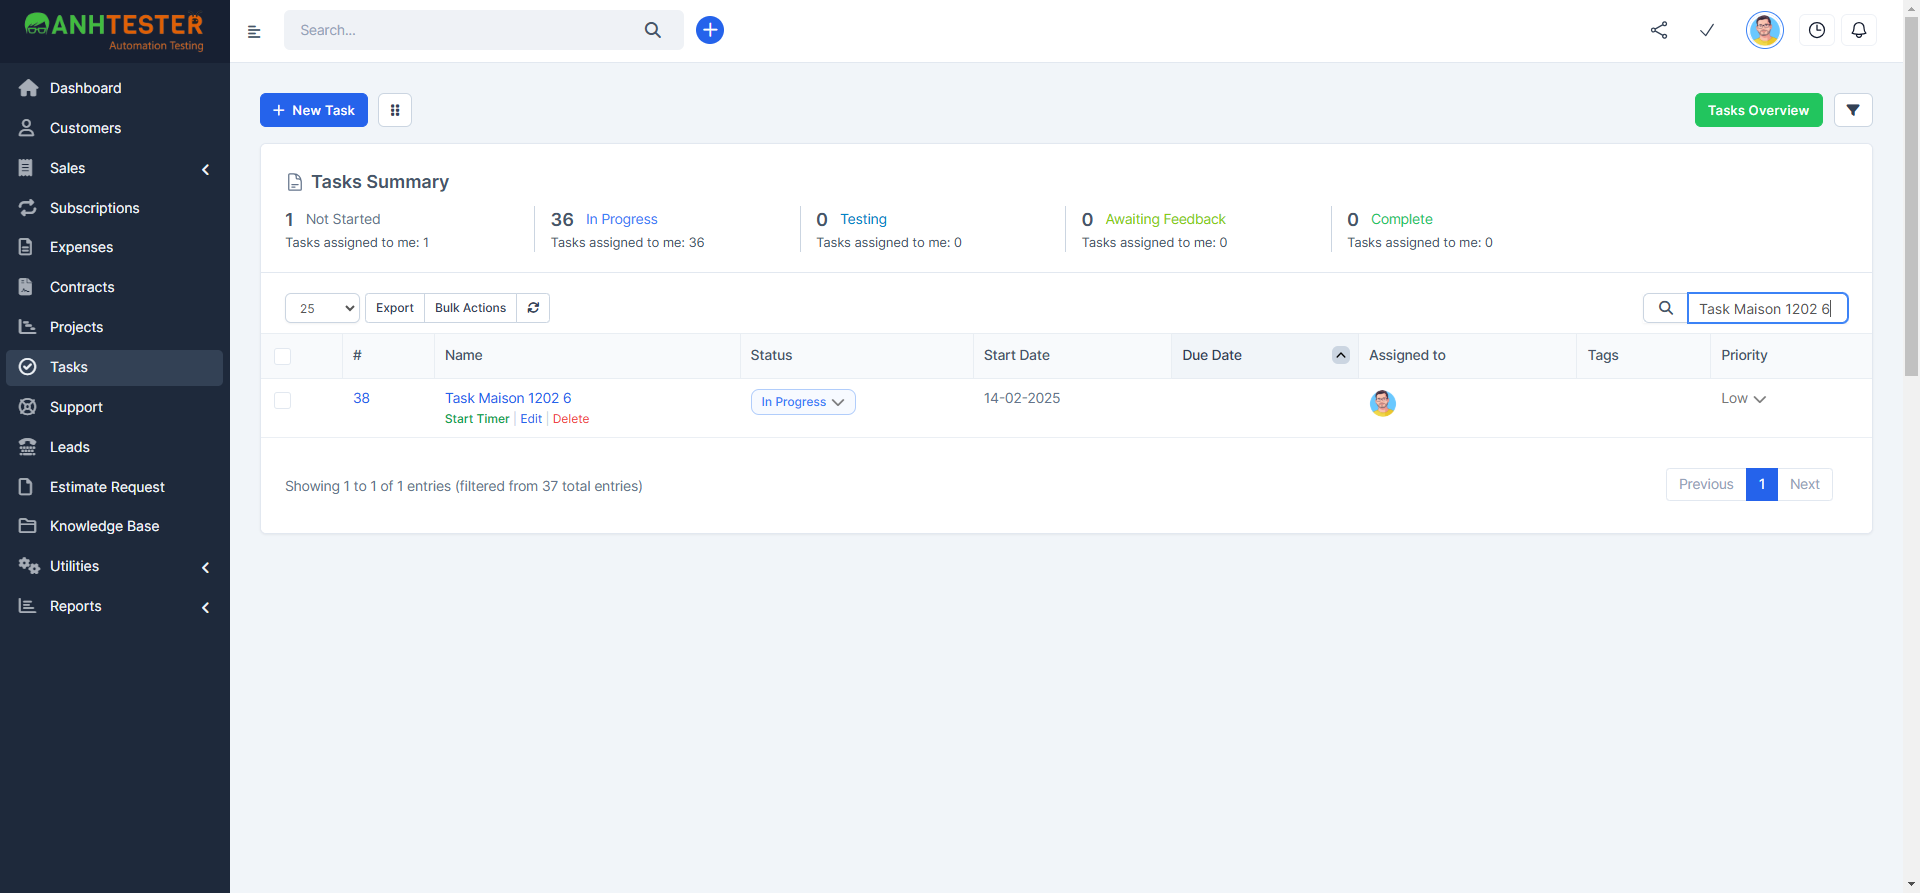 ANHTESTER
Automation Testing
Search...
Dashboard
Customers
Sales
Subscriptions
Expenses
Contracts
Projects
Tasks
Support
Leads
Estimate Request
Knowledge Base
Utilities
Reports
New Task
Tasks Overview
Tasks Summary
1 Not Started
Tasks assigned to me: 1
36 In Progress
Tasks assigned to me: 36
0 Testing
Tasks assigned to me: 0
0 Awaiting Feedback
Tasks assigned to me: 0
0 Complete
Tasks assigned to me: 0
25 Export Bulk Actions Task Maison 1202 6
# Name Status Start Date Due Date Assigned to Tags Priority
38 Task Maison 1202 6 In Progress 14-02-2025 Low
Start Timer | Edit | Delete
Showing 1 to 1 of 1 entries (filtered from 37 total entries)
Previous 1 Next